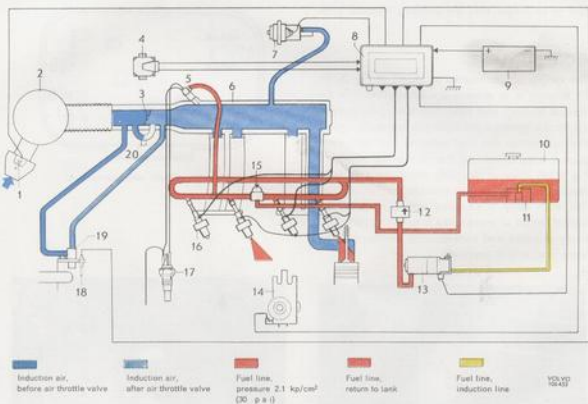 7
8
4
5
6
2
9
3
10
20
15
1
11
12
16
19
17
13
14
18
Induction air,
before air throttle valve
Induction air,
after air throttle valve
Fuel line,
pressure 2.1 kp/cm²
(30 p s i)
Fuel line,
return to tank
Fuel line,
induction line
VOLVO